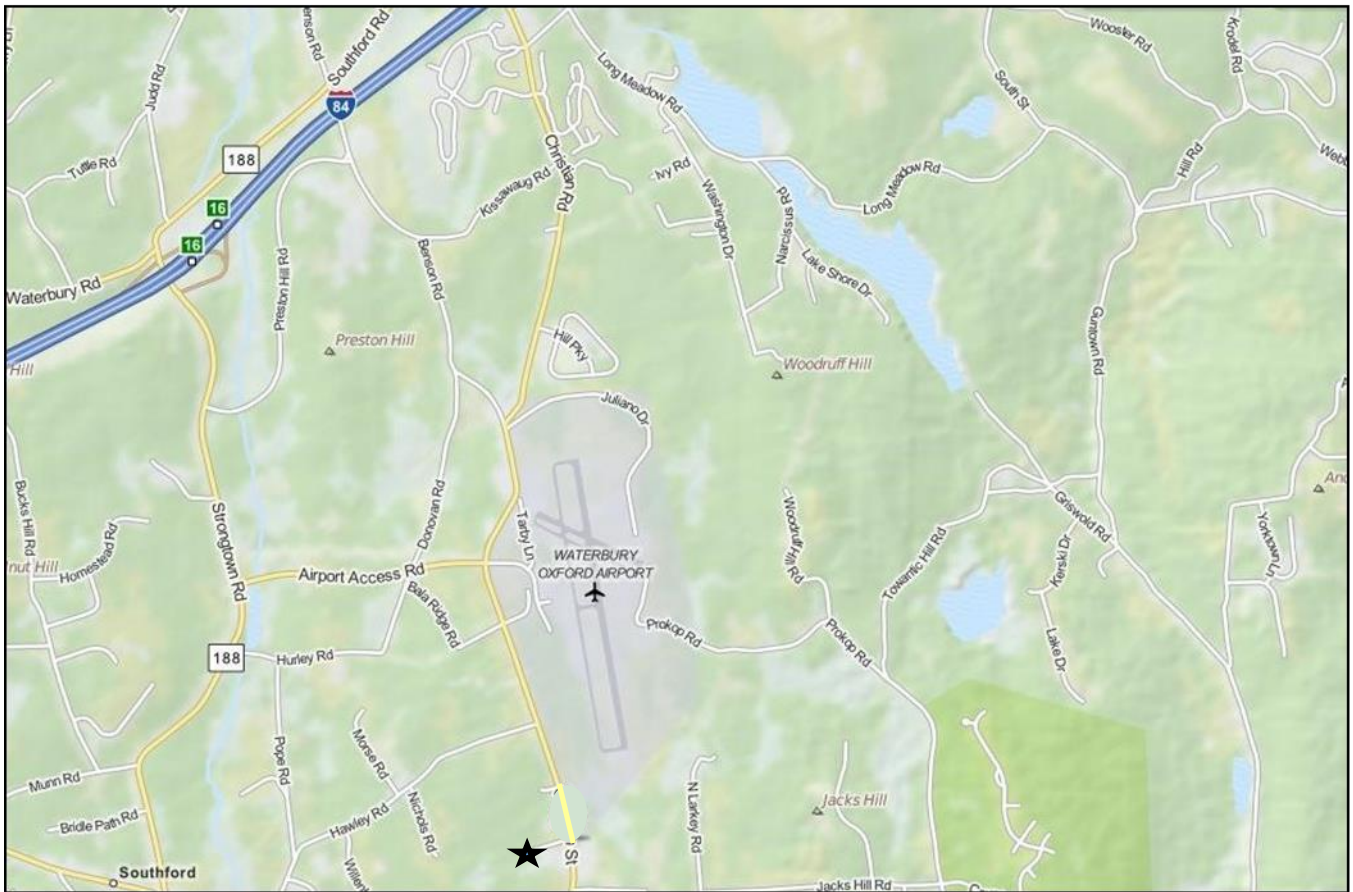 Judd Rd
Southford Rd
84
188
Tuttle Rd
16
16
Waterbury Rd
Preston Hill Rd
Benson Rd
Kissawaug Rd
Christian Rd
Long Meadow Rd
Ivy Rd
Washington Dr
Narcissus Rd
Lake Shore Dr
Long Meadow Rd
South St
Wooster Rd
Krodel Rd
Hill Rd
Guntown Rd
Preston Hill
Hill
Hill Pky
Woodruff Hill
Juliano Dr
Bucks Hill Rd
Homestead Rd
nut Hill
Strongtown Rd
Donovan Rd
Tarby Ln
Airport Access Rd
WATERBURY
OXFORD AIRPORT
Bala Ridge Rd
188
Hurley Rd
Prokop Rd
Woodruff Hill Rd
Prokop Rd
Towantic Hill Rd
Griswold Rd
Kerski Dr
Lake Dr
Yorktown Ln
Munn Rd
Bridle Path Rd
Pope Rd
Morse Rd
Nichols Rd
Hawley Rd
Southford
St
N Larkey Rd
Jacks Hill
Jacks Hill Rd